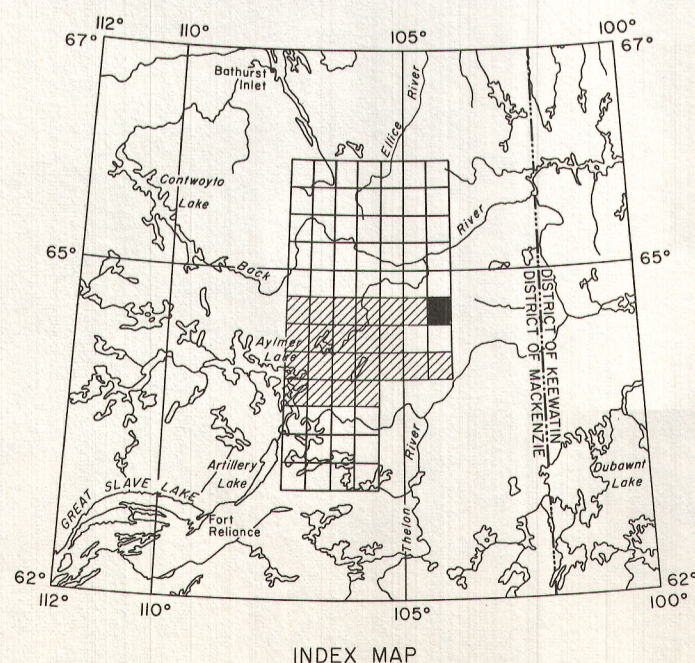 112° 110° 105° 100°
67° 67°
Bathurst
Inlet
Ellice River
Contwoyto
Lake
River
65° 65°
Back
DISTRICT OF KEEWATIN
DISTRICT OF MACKENZIE
Aylmer
Lake
Artillery
Lake
River
Dubawnt
Lake
GREAT SLAVE LAKE
Fort
Reliance
Thelon
62° 62°
112° 110° 105° 100°
INDEX MAP